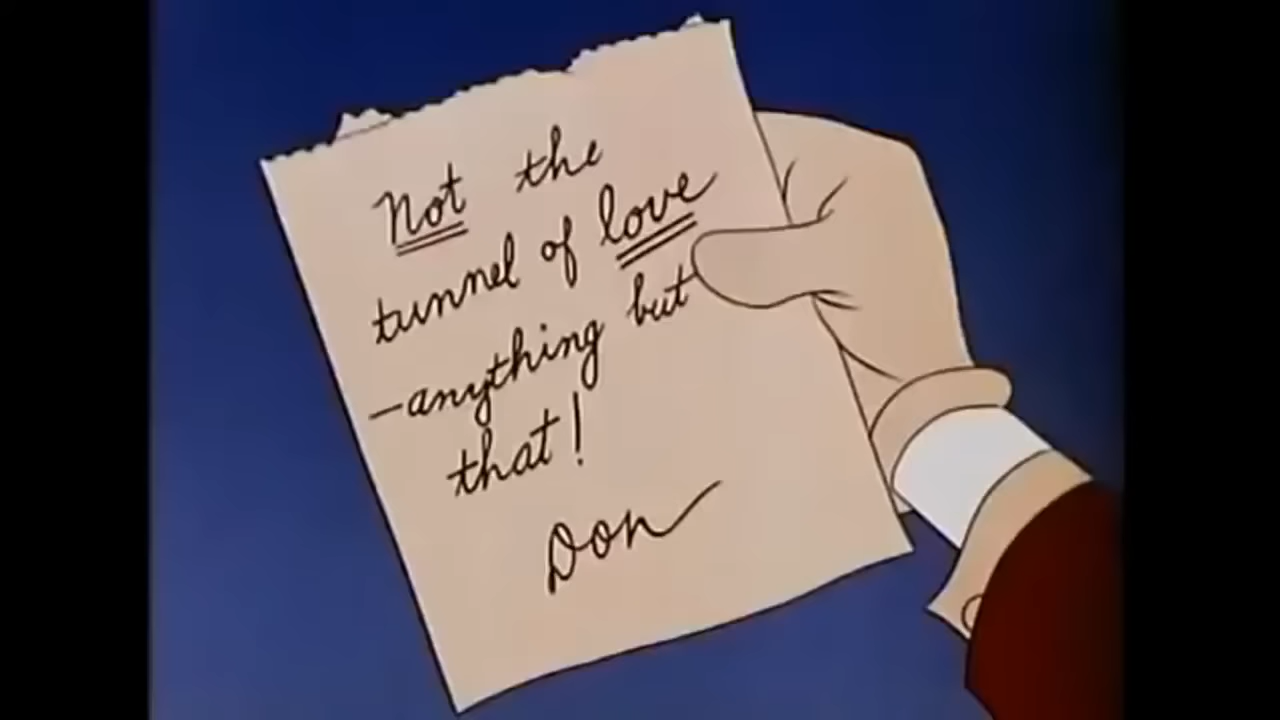 Not the
tunnel of love
-anything but
that!
Don